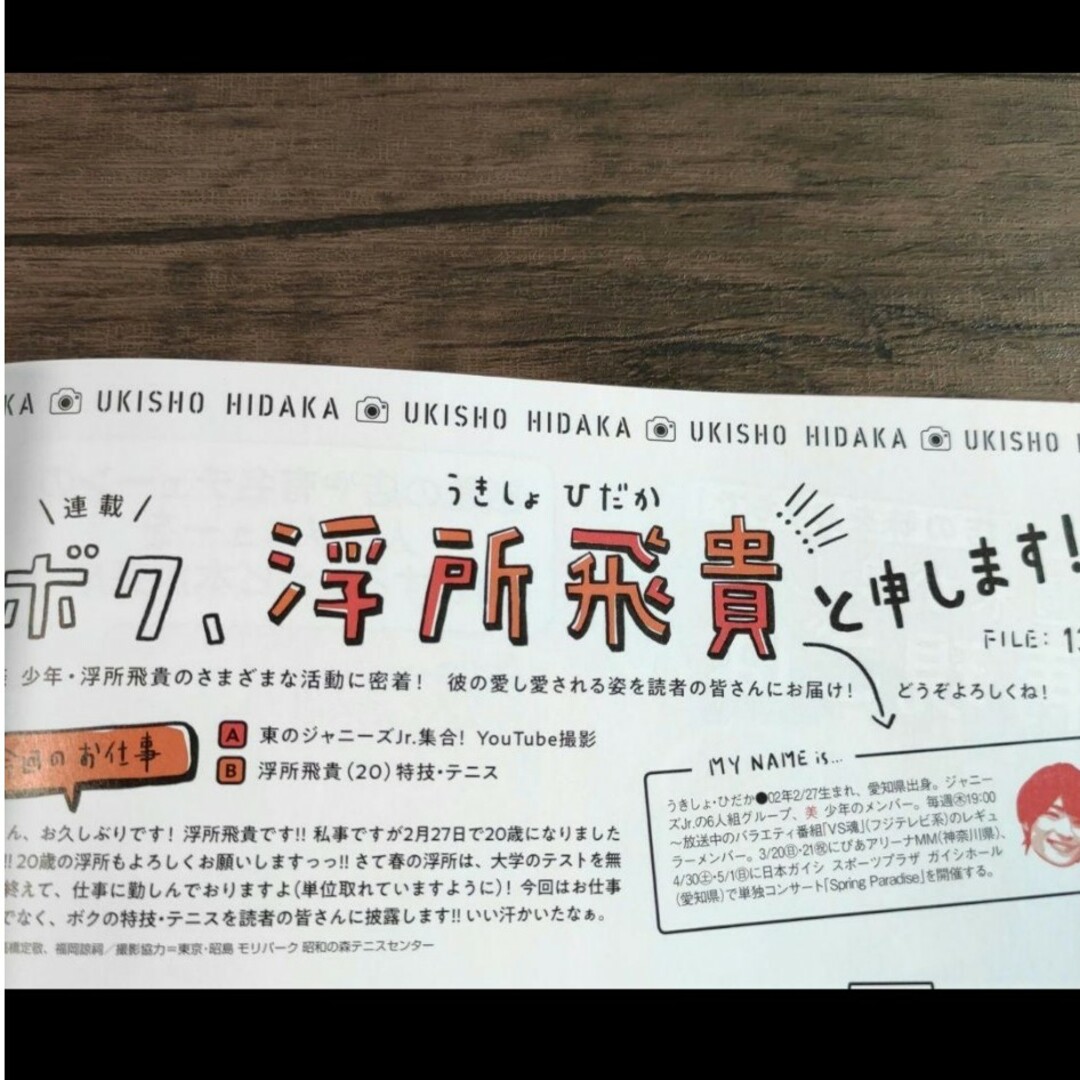 KA UKISHO HIDAKA UKISHO HIDAKA UKISHO HIDAKA UKISHO
連載
うきしょ ひだか
ボク、浮所飛貴と申します!
FILE: 13
少年・浮所飛貴のさまざまな活動に密着! 彼の愛し愛される姿を読者の皆さんにお届け! どうぞよろしくね!
今回のお仕事
A 東のジャニーズJr.集合! YouTube撮影
B 浮所飛貴(20)特技・テニス
ん、お久しぶりです! 浮所飛貴です!! 私事ですが2月27日で20歳になりました
!! 20歳の浮所もよろしくお願いしますっっ!! さて春の浮所は、大学のテストを無
終えて、仕事に勤しんでおりますよ(単位取れていますように)! 今回はお仕事
でなく、ボクの特技・テニスを読者の皆さんに披露します!! いい汗かいたなぁ。
橋定敬、福岡諒祠/撮影協力=東京・昭島 モリパーク 昭和の森テニスセンター
MY NAME is...
うきしょ・ひだか●02年2/27生まれ、愛知県出身。ジャニー
ズJr.の6人組グループ、美 少年のメンバー。毎週㊍19:00
~放送中のバラエティ番組「VS魂」(フジテレビ系)のレギュ
ラーメンバー。3/20㊐・21㊗にぴあアリーナMM(神奈川県)、
4/30㊏・5/1㊐に日本ガイシ スポーツプラザ ガイシホール
(愛知県)で単独コンサート「Spring Paradise」を開催する。